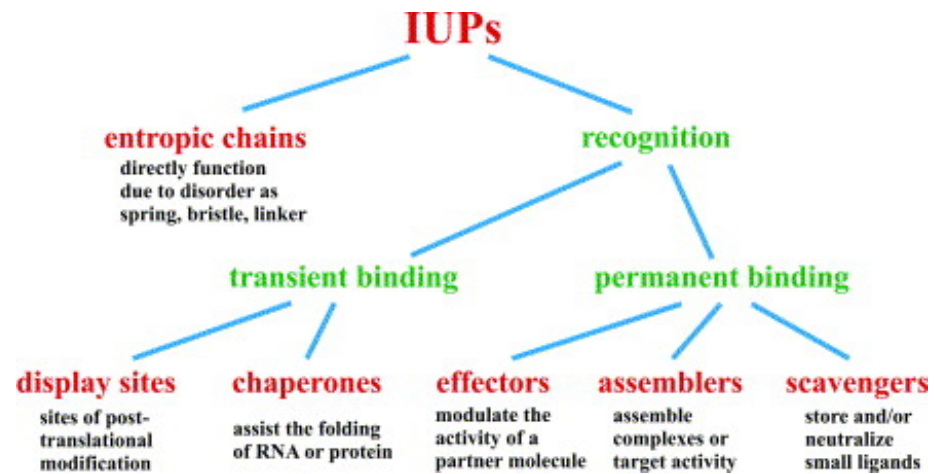 IUPs
entropic chains
directly function
due to disorder as
spring, bristle, linker
recognition
transient binding
permanent binding
display sites
sites of post-
translational
modification
chaperones
assist the folding
of RNA or protein
effectors
modulate the
activity of a
partner molecule
assemblers
assemble
complexes or
target activity
scavengers
store and/or
neutralize
small ligands